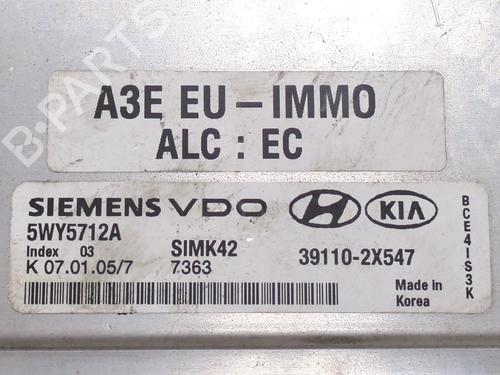 A3E EU – IMMO
ALC : EC
SIEMENS VDO
KIA
5WY5712A
Index 03
SIMK42
39110-2X547
K 07.01.05/7
7363
Made in
Korea
BCE4IS3K
B-PARTS